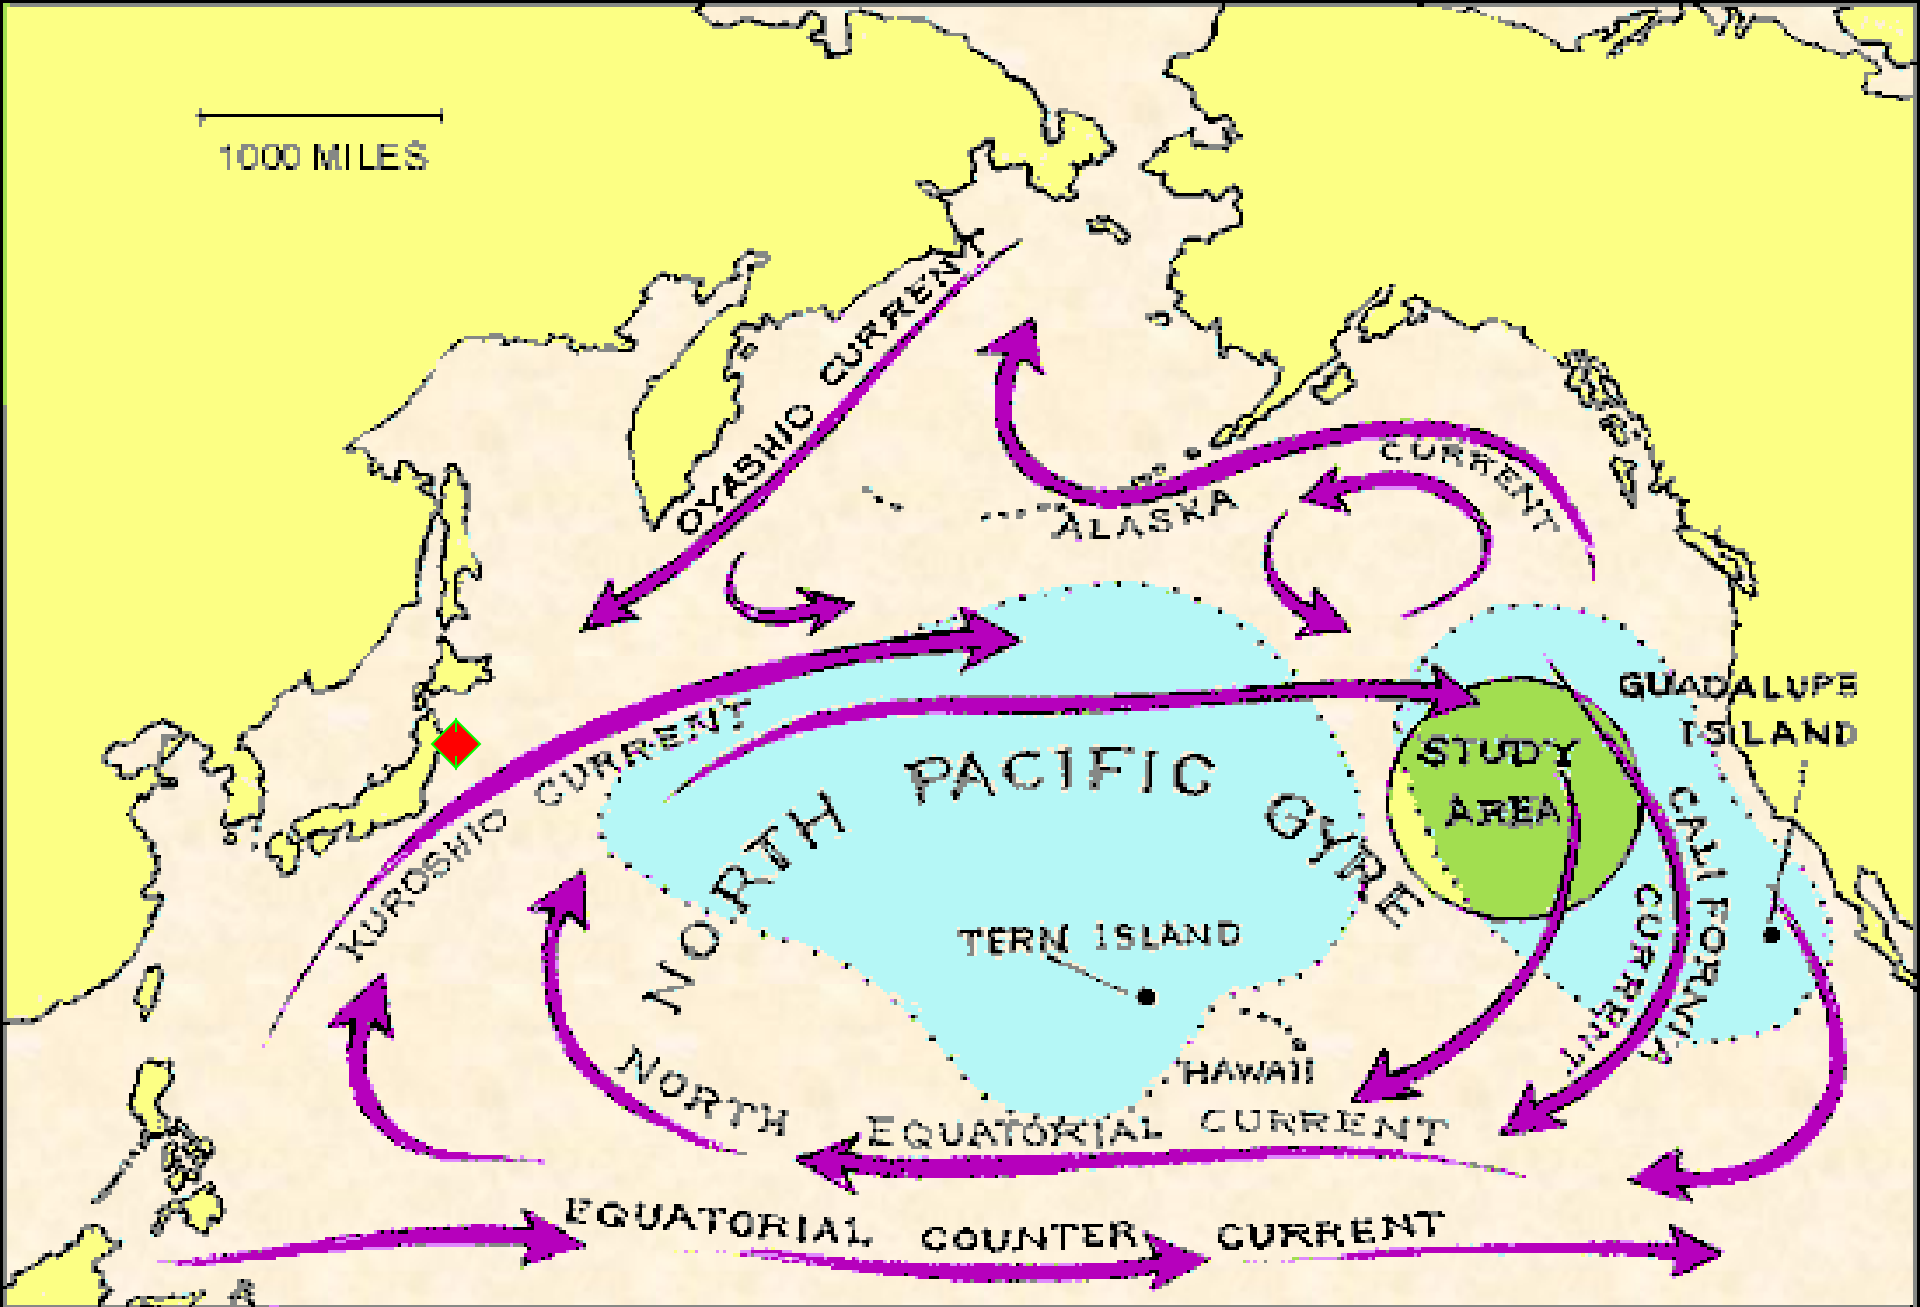 1000 MILES
OYASHIO CURRENT
ALASKA CURRENT
GUADALUPE
ISLAND
KUROSHIO CURRENT
NORTH PACIFIC GYRE
STUDY
AREA
CALIFORNIA
CURRENT
TERN ISLAND
HAWAII
NORTH EQUATORIAL CURRENT
EQUATORIAL COUNTER CURRENT